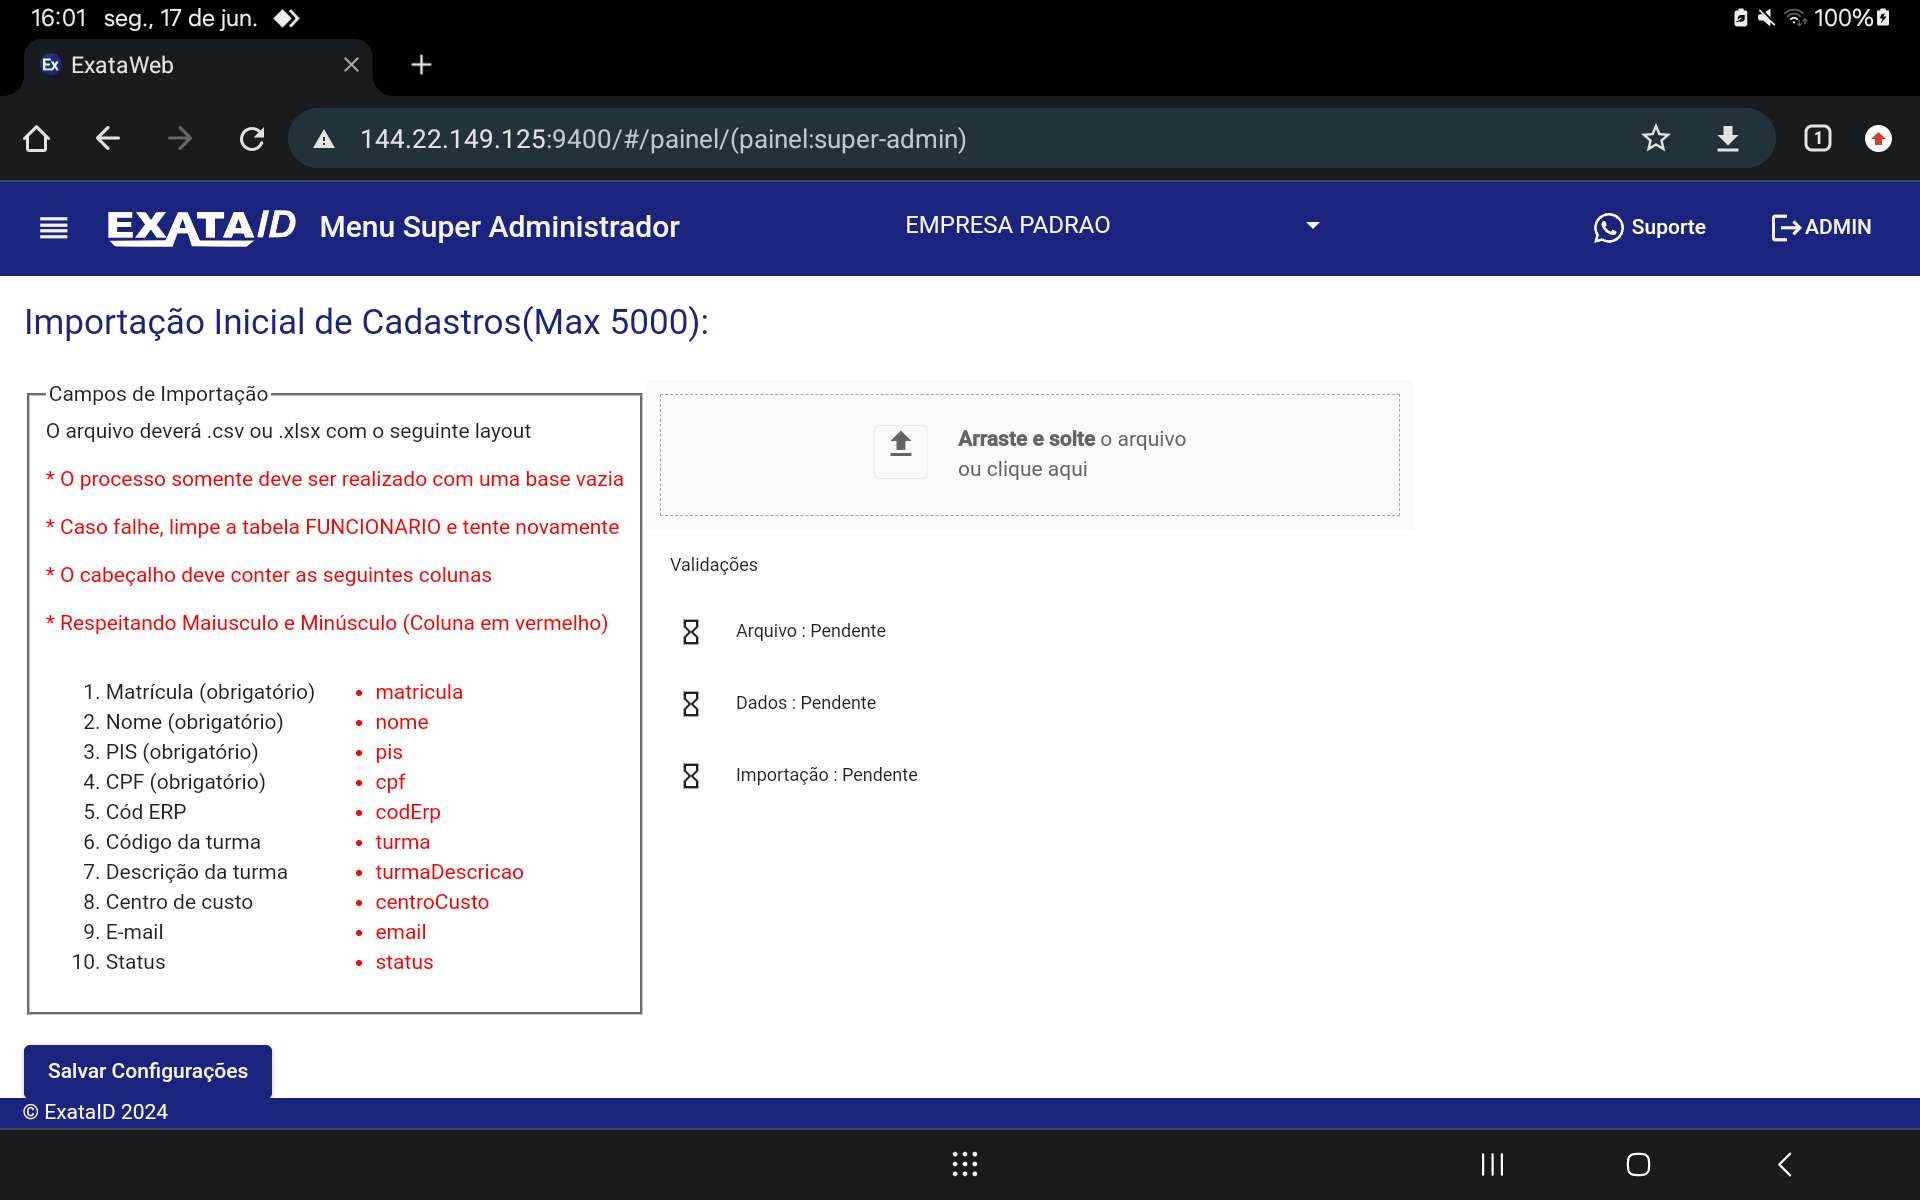 16:01 seg., 17 de jun. 100%
Ex ExataWeb
144.22.149.125:9400/#/painel/(painel:super-admin) 1
EXATAID Menu Super Administrador EMPRESA PADRAO Suporte ADMIN
Importação Inicial de Cadastros(Max 5000):
Campos de Importação
O arquivo deverá .csv ou .xlsx com o seguinte layout
* O processo somente deve ser realizado com uma base vazia
* Caso falhe, limpe a tabela FUNCIONARIO e tente novamente
* O cabeçalho deve conter as seguintes colunas
* Respeitando Maiusculo e Minúsculo (Coluna em vermelho)
1. Matrícula (obrigatório) • matricula
2. Nome (obrigatório) • nome
3. PIS (obrigatório) • pis
4. CPF (obrigatório) • cpf
5. Cód ERP • codErp
6. Código da turma • turma
7. Descrição da turma • turmaDescricao
8. Centro de custo • centroCusto
9. E-mail • email
10. Status • status
Arraste e solte o arquivo
ou clique aqui
Validações
Arquivo : Pendente
Dados : Pendente
Importação : Pendente
Salvar Configurações
© ExataID 2024